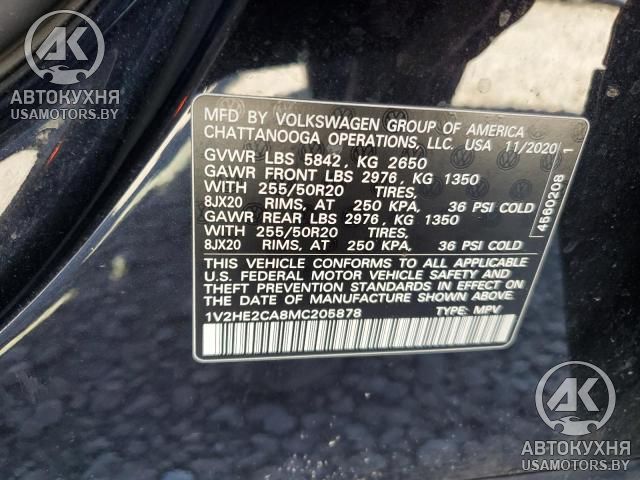 AK
АВТОКУХНЯ
USAMOTORS.BY
MFD BY VOLKSWAGEN GROUP OF AMERICA
CHATTANOOGA OPERATIONS, LLC. USA 11/2020
GVWR LBS 5842, KG 2650
GAWR FRONT LBS 2976, KG 1350
WITH 255/50R20 TIRES,
8JX20 RIMS, AT 250 KPA, 36 PSI COLD
GAWR REAR LBS 2976, KG 1350
WITH 255/50R20 TIRES,
8JX20 RIMS, AT 250 KPA, 36 PSI COLD
THIS VEHICLE CONFORMS TO ALL APPLICABLE
U.S. FEDERAL MOTOR VEHICLE SAFETY AND
THEFT PREVENTION STANDARDS IN EFFECT ON THE
DATE OF MANUFACTURE SHOWN ABOVE.
1V2HE2CA8MC205878 TYPE: MPV
1
4560208
AK
АВТОКУХНЯ
USAMOTORS.BY